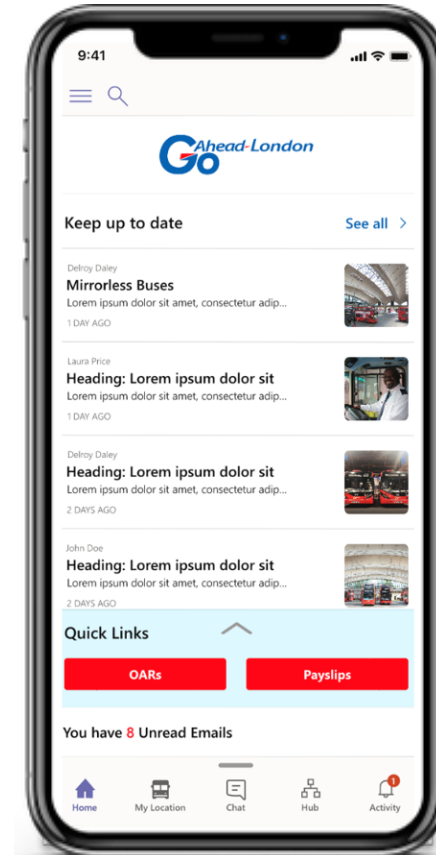 9:41
Go Ahead-London
Keep up to date
See all >
Delroy Daley
Mirrorless Buses
Lorem ipsum dolor sit amet, consectetur adip...
1 DAY AGO
Laura Price
Heading: Lorem ipsum dolor sit
Lorem ipsum dolor sit amet, consectetur adip...
1 DAY AGO
Delroy Daley
Heading: Lorem ipsum dolor sit
Lorem ipsum dolor sit amet, consectetur adip...
2 DAYS AGO
John Doe
Heading: Lorem ipsum dolor sit
Lorem ipsum dolor sit amet, consectetur adip...
2 DAYS AGO
Quick Links
OARs
Payslips
You have 8 Unread Emails
1
Home
My Location
Chat
Hub
Activity